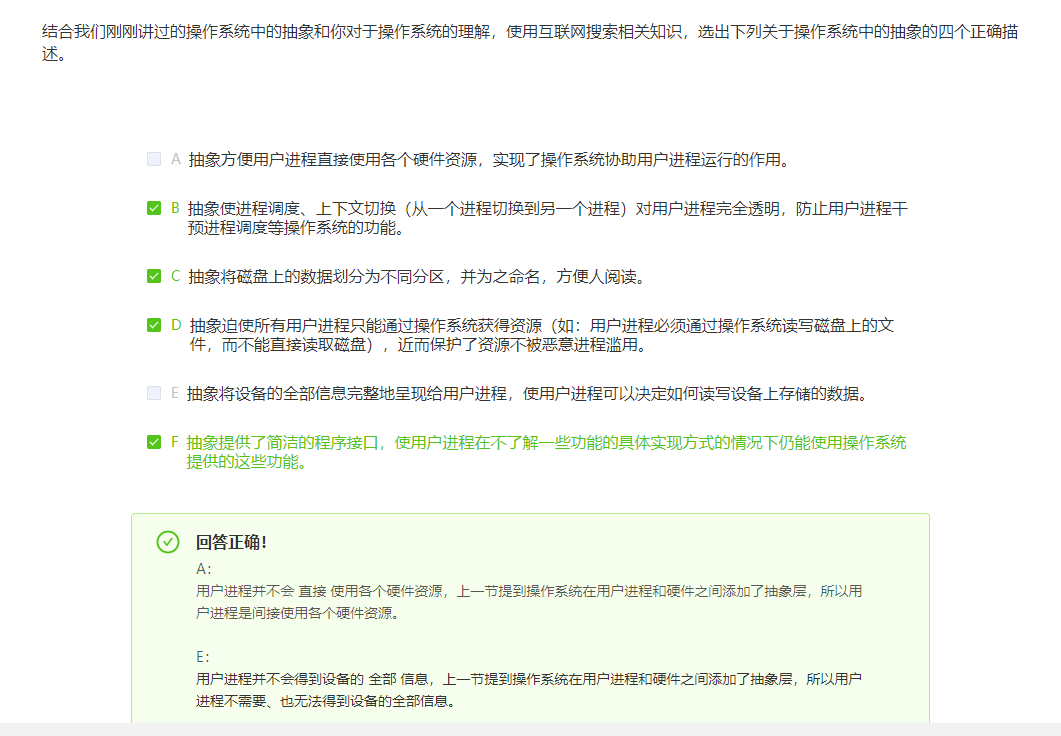 结合我们刚刚讲过的操作系统中的抽象和你对于操作系统的理解，使用互联网搜索相关知识，选出下列关于操作系统中的抽象的四个正确描
述。
A 抽象方便用户进程直接使用各个硬件资源，实现了操作系统协助用户进程运行的作用。
B 抽象使进程调度、上下文切换（从一个进程切换到另一个进程）对用户进程完全透明，防止用户进程干
预进程调度等操作系统的功能。
C 抽象将磁盘上的数据划分为不同分区，并为之命名，方便人阅读。
D 抽象迫使所有用户进程只能通过操作系统获得资源（如：用户进程必须通过操作系统读写磁盘上的文
件，而不能直接读取磁盘），近而保护了资源不被恶意进程滥用。
E 抽象将设备的全部信息完整地呈现给用户进程，使用户进程可以决定如何读写设备上存储的数据。
F 抽象提供了简洁的程序接口，使用户进程在不了解一些功能的具体实现方式的情况下仍能使用操作系统
提供的这些功能。
回答正确!
A：
用户进程并不会 直接 使用各个硬件资源，上一节提到操作系统在用户进程和硬件之间添加了抽象层，所以用
户进程是间接使用各个硬件资源。
E：
用户进程并不会得到设备的 全部 信息，上一节提到操作系统在用户进程和硬件之间添加了抽象层，所以用户
进程不需要、也无法得到设备的全部信息。